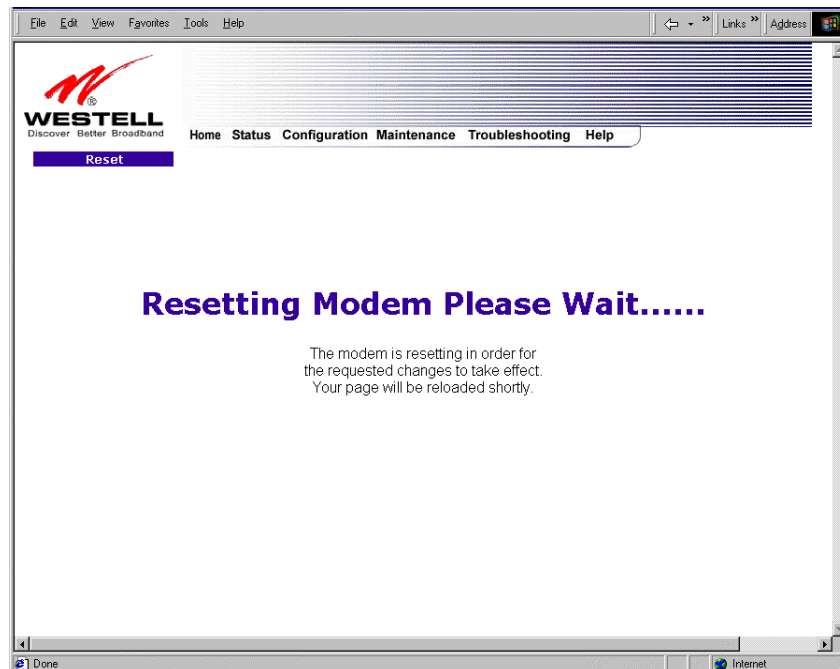 File Edit View Favorites Tools Help » Links » Address
®
WESTELL
Discover Better Broadband
Home Status Configuration Maintenance Troubleshooting Help
Reset
Resetting Modem Please Wait......
The modem is resetting in order for
the requested changes to take effect.
Your page will be reloaded shortly.
Done Internet